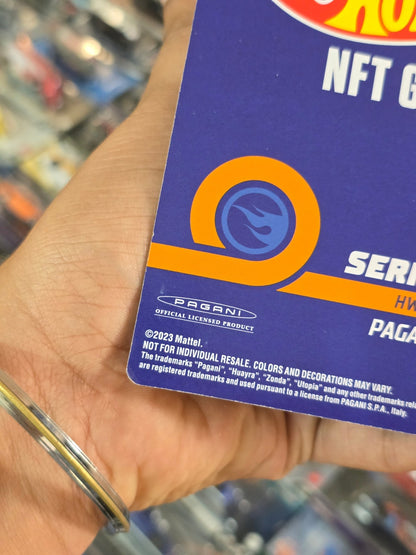 HO
NFT G
SERI
HW
PAGA
PAGANI
OFFICIAL LICENSED PRODUCT
©2023 Mattel.
NOT FOR INDIVIDUAL RESALE. COLORS AND DECORATIONS MAY VARY.
The trademarks "Pagani", "Huayra", "Zonda", "Utopia" and any other trademarks rel
are registered trademarks and used pursuant to a license from PAGANI S.P.A., Italy.